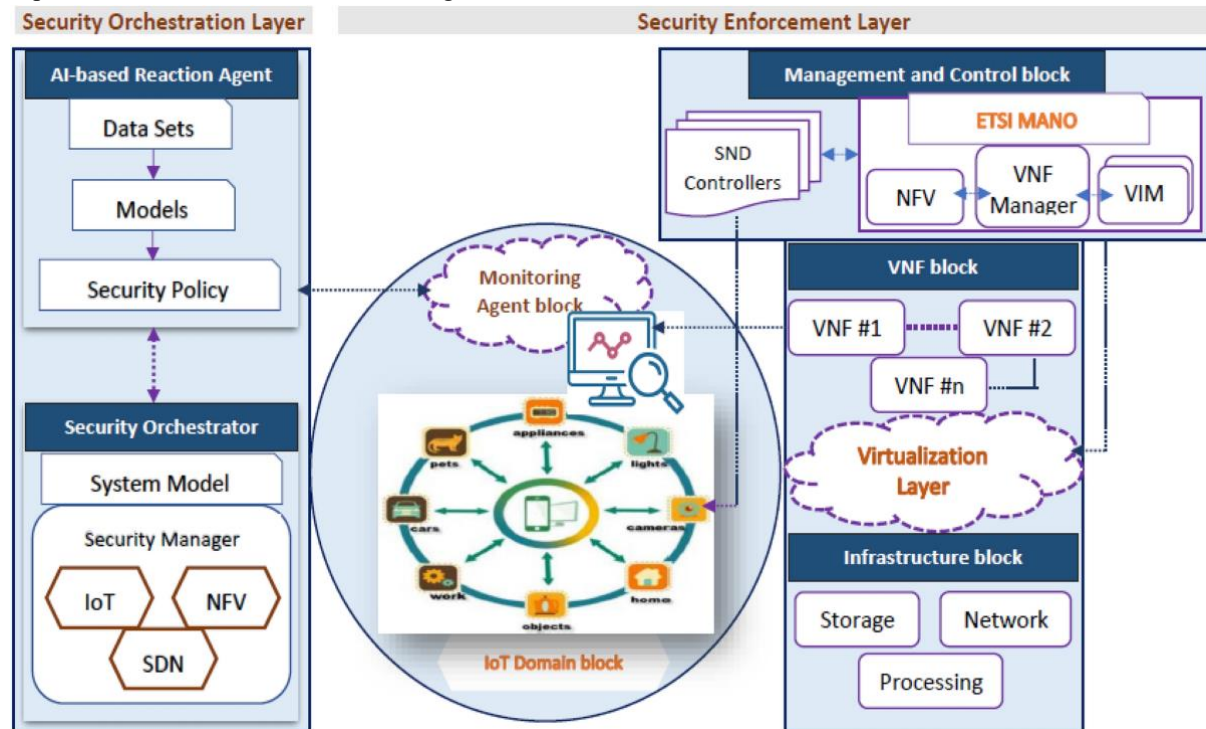 Security Orchestration Layer
Security Enforcement Layer
AI-based Reaction Agent
Data Sets
Models
Security Policy
Security Orchestrator
System Model
Security Manager
IoT
NFV
SDN
Monitoring
Agent block
appliances
pets
lights
cars
cameras
work
home
objects
IoT Domain block
Management and Control block
SND
Controllers
ETSI MANO
NFV
VNF
Manager
VIM
VNF block
VNF #1
VNF #2
VNF #n
Virtualization
Layer
Infrastructure block
Storage
Network
Processing